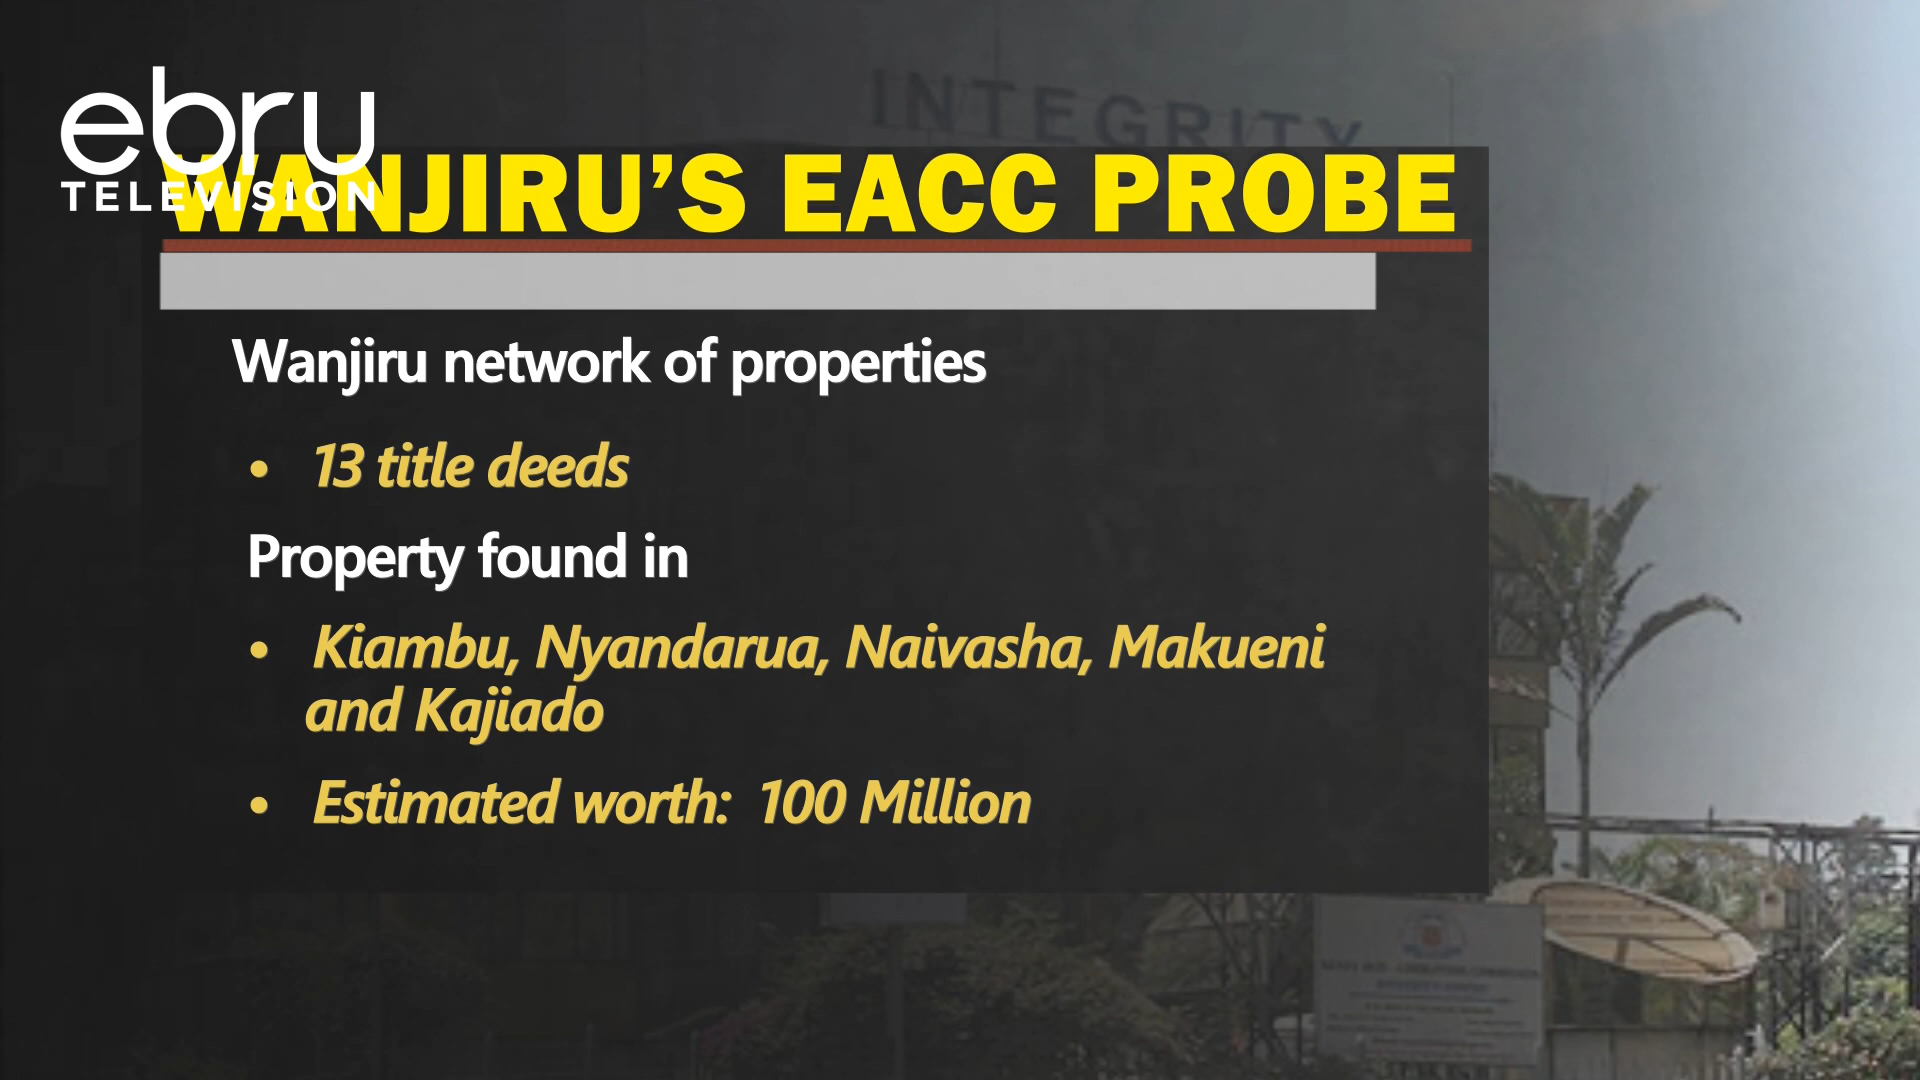 INTEGRITY
ebru
TELEVISION
WANJIRU'S EACC PROBE
Wanjiru network of properties
• 13 title deeds
Property found in
• Kiambu, Nyandarua, Naivasha, Makueni
and Kajiado
• Estimated worth: 100 Million